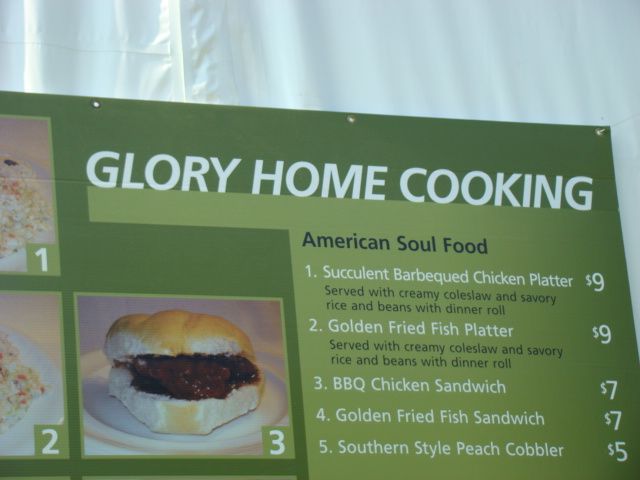 GLORY HOME COOKING
American Soul Food
1. Succulent Barbequed Chicken Platter $9
Served with creamy coleslaw and savory
rice and beans with dinner roll
2. Golden Fried Fish Platter $9
Served with creamy coleslaw and savory
rice and beans with dinner roll
3. BBQ Chicken Sandwich $7
4. Golden Fried Fish Sandwich $7
5. Southern Style Peach Cobbler $5
1
2
3